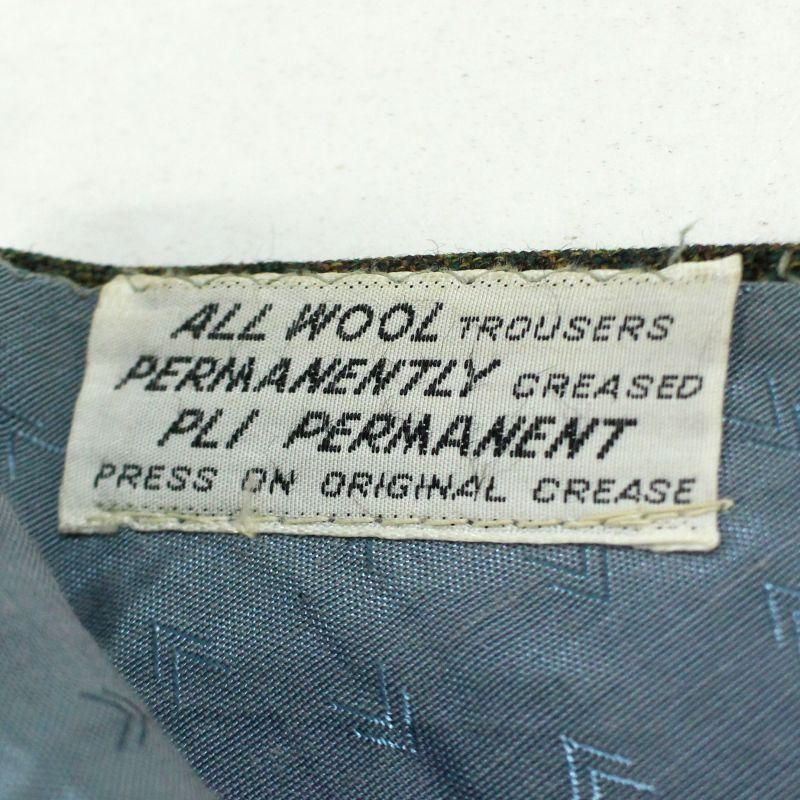 ALL WOOL TROUSERS
PERMANENTLY CREASED
PLI PERMANENT
PRESS ON ORIGINAL CREASE